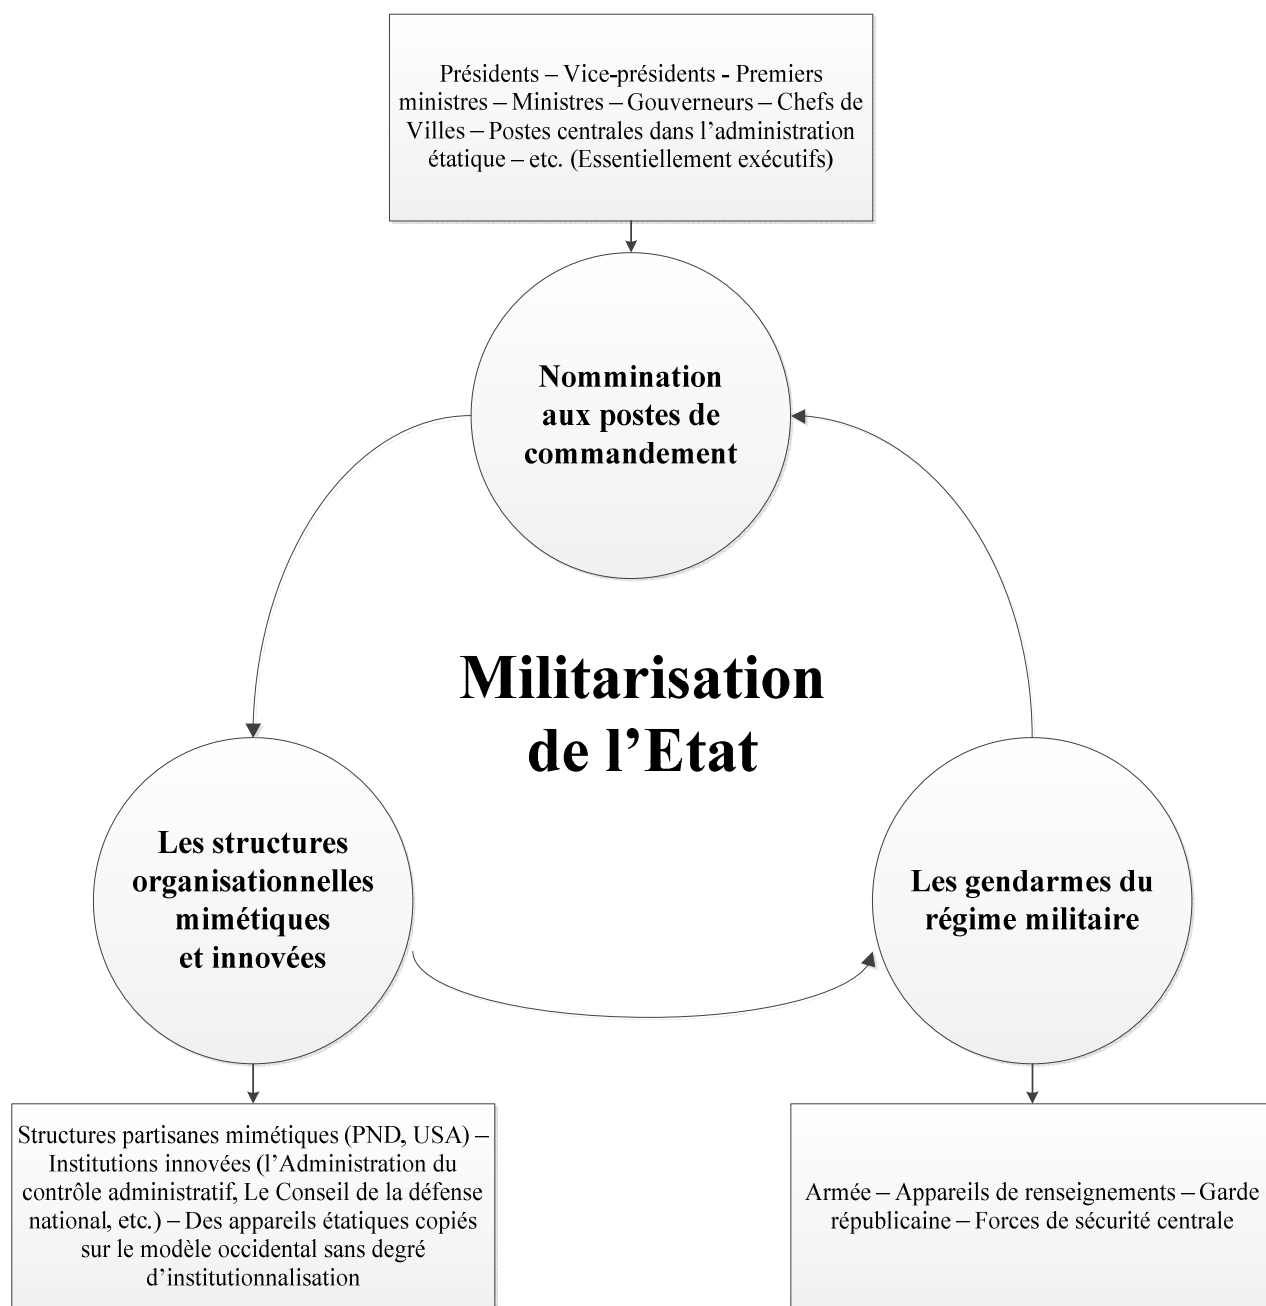 Présidents – Vice-présidents - Premiers
ministres – Ministres – Gouverneurs – Chefs de
Villes – Postes centrales dans l’administration
étatique – etc. (Essentiellement exécutifs)
Nommination
aux postes de
commandement
Militarisation
de l’Etat
Les structures
organisationnelles
mimétiques
et innovées
Les gendarmes du
régime militaire
Structures partisanes mimétiques (PND, USA) –
Institutions innovées (l’Administration du
contrôle administratif, Le Conseil de la défense
national, etc.) – Des appareils étatiques copiés
sur le modèle occidental sans degré
d’institutionnalisation
Armée – Appareils de renseignements – Garde
républicaine – Forces de sécurité centrale